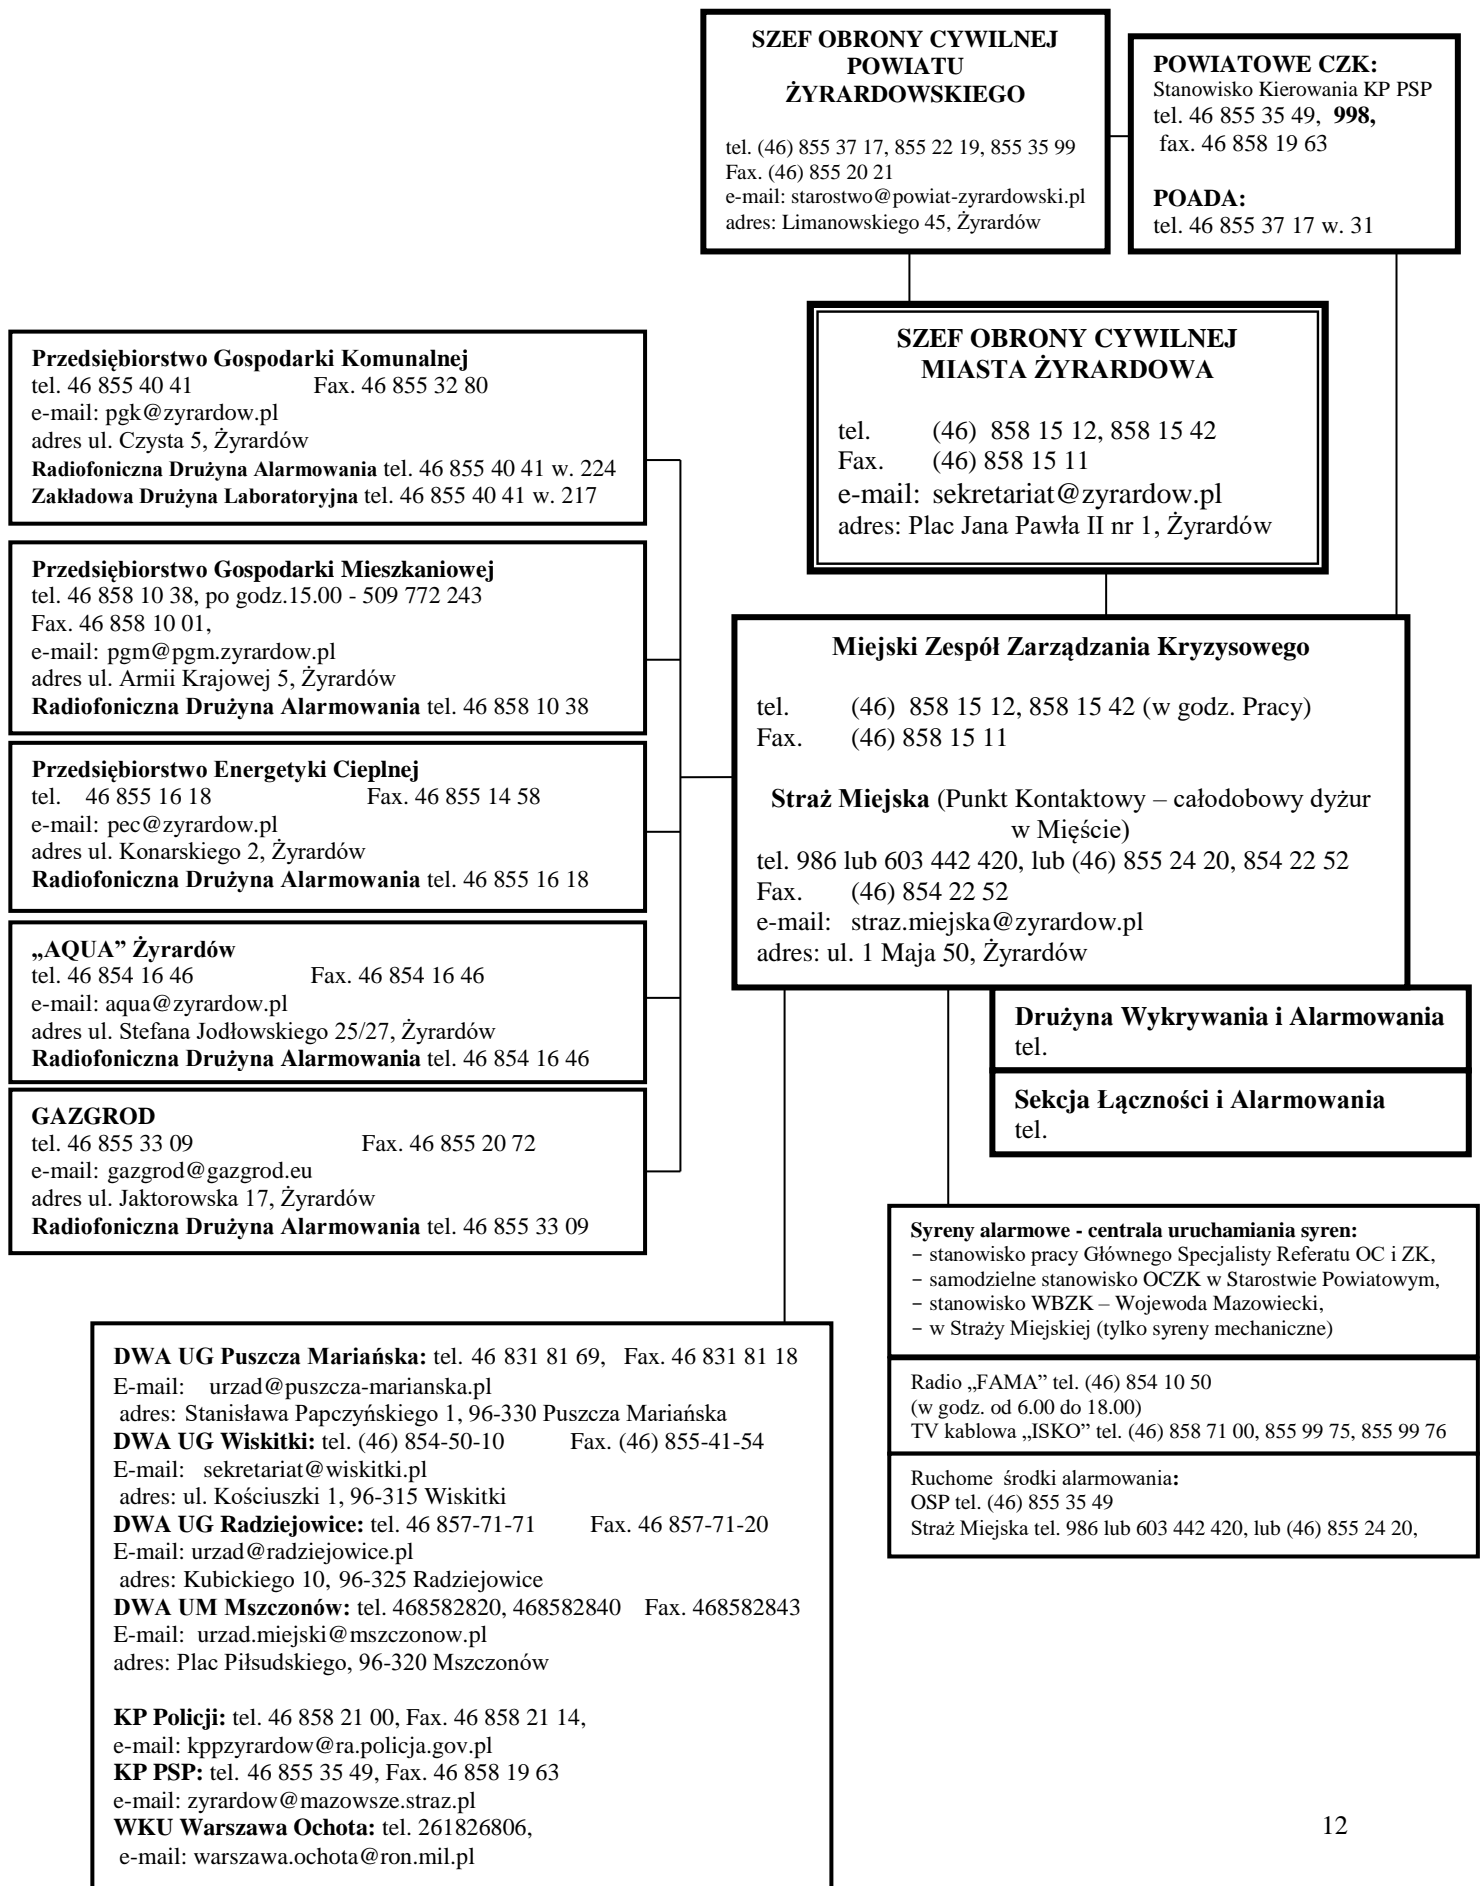 SZEF OBRONY CYWILNEJ
POWIATU
ŻYRARDOWSKIEGO
tel. (46) 855 37 17, 855 22 19, 855 35 99
Fax. (46) 855 20 21
e-mail: starostwo@powiat-zyrardowski.pl
adres: Limanowskiego 45, Żyrardów
POWIATOWE CZK:
Stanowisko Kierowania KP PSP
tel. 46 855 35 49, 998,
fax. 46 858 19 63
POADA:
tel. 46 855 37 17 w. 31
SZEF OBRONY CYWILNEJ
MIASTA ŻYRARDOWA
tel. (46) 858 15 12, 858 15 42
Fax. (46) 858 15 11
e-mail: sekretariat@zyrardow.pl
adres: Plac Jana Pawła II nr 1, Żyrardów
Przedsiębiorstwo Gospodarki Komunalnej
tel. 46 855 40 41 Fax. 46 855 32 80
e-mail: pgk@zyrardow.pl
adres ul. Czysta 5, Żyrardów
Radiofoniczna Drużyna Alarmowania tel. 46 855 40 41 w. 224
Zakładowa Drużyna Laboratoryjna tel. 46 855 40 41 w. 217
Przedsiębiorstwo Gospodarki Mieszkaniowej
tel. 46 858 10 38, po godz.15.00 - 509 772 243
Fax. 46 858 10 01,
e-mail: pgm@pgm.zyrardow.pl
adres ul. Armii Krajowej 5, Żyrardów
Radiofoniczna Drużyna Alarmowania tel. 46 858 10 38
Przedsiębiorstwo Energetyki Cieplnej
tel. 46 855 16 18 Fax. 46 855 14 58
e-mail: pec@zyrardow.pl
adres ul. Konarskiego 2, Żyrardów
Radiofoniczna Drużyna Alarmowania tel. 46 855 16 18
„AQUA” Żyrardów
tel. 46 854 16 46 Fax. 46 854 16 46
e-mail: aqua@zyrardow.pl
adres ul. Stefana Jodłowskiego 25/27, Żyrardów
Radiofoniczna Drużyna Alarmowania tel. 46 854 16 46
GAZGROD
tel. 46 855 33 09 Fax. 46 855 20 72
e-mail: gazgrod@gazgrod.eu
adres ul. Jaktorowska 17, Żyrardów
Radiofoniczna Drużyna Alarmowania tel. 46 855 33 09
Miejski Zespół Zarządzania Kryzysowego
tel. (46) 858 15 12, 858 15 42 (w godz. Pracy)
Fax. (46) 858 15 11
Straż Miejska (Punkt Kontaktowy – całodobowy dyżur
w Mięście)
tel. 986 lub 603 442 420, lub (46) 855 24 20, 854 22 52
Fax. (46) 854 22 52
e-mail: straz.miejska@zyrardow.pl
adres: ul. 1 Maja 50, Żyrardów
Drużyna Wykrywania i Alarmowania
tel.
Sekcja Łączności i Alarmowania
tel.
Syreny alarmowe - centrala uruchamiania syren:
− stanowisko pracy Głównego Specjalisty Referatu OC i ZK,
− samodzielne stanowisko OCZK w Starostwie Powiatowym,
− stanowisko WBZK – Wojewoda Mazowiecki,
− w Straży Miejskiej (tylko syreny mechaniczne)
Radio „FAMA” tel. (46) 854 10 50
(w godz. od 6.00 do 18.00)
TV kablowa „ISKO” tel. (46) 858 71 00, 855 99 75, 855 99 76
Ruchome środki alarmowania:
OSP tel. (46) 855 35 49
Straż Miejska tel. 986 lub 603 442 420, lub (46) 855 24 20,
DWA UG Puszcza Mariańska: tel. 46 831 81 69, Fax. 46 831 81 18
E-mail: urzad@puszcza-marianska.pl
adres: Stanisława Papczyńskiego 1, 96-330 Puszcza Mariańska
DWA UG Wiskitki: tel. (46) 854-50-10 Fax. (46) 855-41-54
E-mail: sekretariat@wiskitki.pl
adres: ul. Kościuszki 1, 96-315 Wiskitki
DWA UG Radziejowice: tel. 46 857-71-71 Fax. 46 857-71-20
E-mail: urzad@radziejowice.pl
adres: Kubickiego 10, 96-325 Radziejowice
DWA UM Mszczonów: tel. 468582820, 468582840 Fax. 468582843
E-mail: urzad.miejski@mszczonow.pl
adres: Plac Piłsudskiego, 96-320 Mszczonów
KP Policji: tel. 46 858 21 00, Fax. 46 858 21 14,
e-mail: kppzyrardow@ra.policja.gov.pl
KP PSP: tel. 46 855 35 49, Fax. 46 858 19 63
e-mail: zyrardow@mazowsze.straz.pl
WKU Warszawa Ochota: tel. 261826806,
e-mail: warszawa.ochota@ron.mil.pl
12